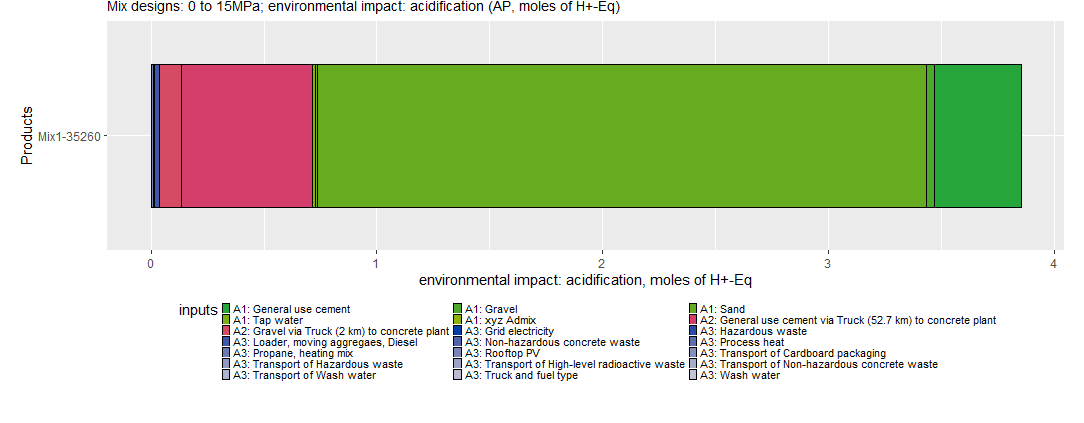 Mix designs: 0 to 15MPa; environmental impact: acidification (AP, moles of H+-Eq)
Products
Mix1-35260
0 1 2 3 4
environmental impact: acidification, moles of H+-Eq
inputs
A1: General use cement A1: Gravel A1: Sand
A1: Tap water A1: xyz Admix A2: General use cement via Truck (52.7 km) to concrete plant
A2: Gravel via Truck (2 km) to concrete plant A3: Grid electricity A3: Hazardous waste
A3: Loader, moving aggregaes, Diesel A3: Non-hazardous concrete waste A3: Process heat
A3: Propane, heating mix A3: Rooftop PV A3: Transport of Cardboard packaging
A3: Transport of Hazardous waste A3: Transport of High-level radioactive waste A3: Transport of Non-hazardous concrete waste
A3: Transport of Wash water A3: Truck and fuel type A3: Wash water